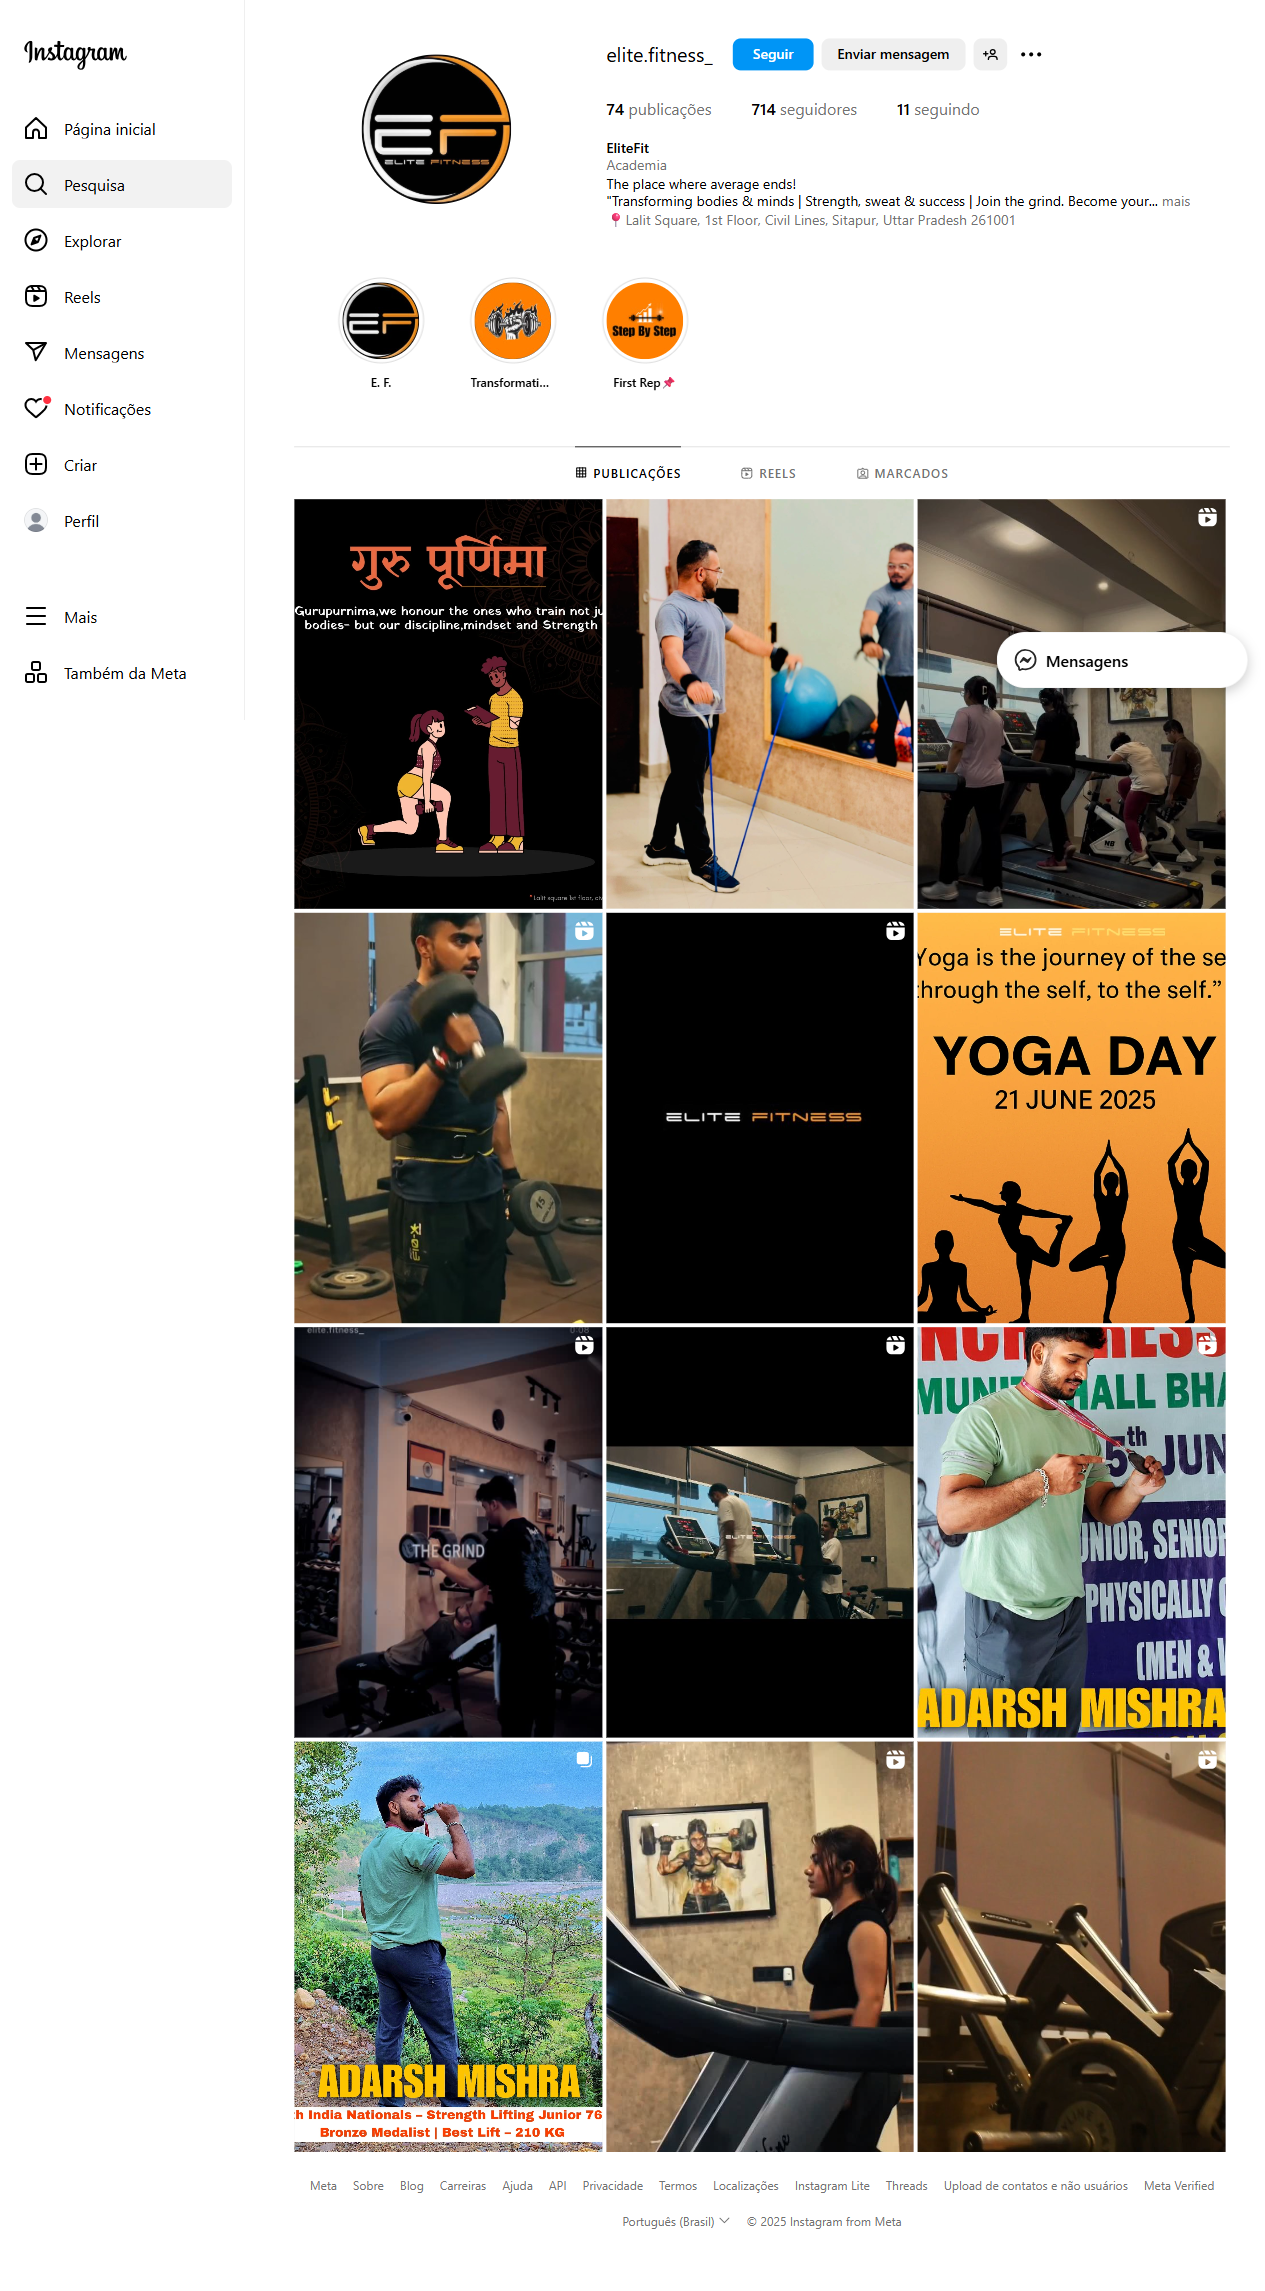 Instagram
Página inicial
Pesquisa
Explorar
Reels
Mensagens
Notificações
Criar
Perfil
Mais
Também da Meta
EF
ELITE FITNESS
elite.fitness_
Seguir
Enviar mensagem
74 publicações
714 seguidores
11 seguindo
EliteFit
Academia
The place where average ends!
"Transforming bodies & minds | Strength, sweat & success | Join the grind. Become your... mais
Lalit Square, 1st Floor, Civil Lines, Sitapur, Uttar Pradesh 261001
EF
Step By Step
E. F.
Transformati...
First Rep
PUBLICAÇÕES
REELS
MARCADOS
गुरु पूर्णिमा
Gurupurnima,we honour the ones who train not ju
bodies- but our discipline,mindset and Strength
NB
Mensagens
15
ELITE FITNESS
ELITE FITNESS
Yoga is the journey of the se
through the self, to the self.”
YOGA DAY
21 JUNE 2025
elite.fitness_
THE GRIND
ELITE FITNESS
MUNI HALL BHA
5th JUN
JUNIOR, SENIOR
PHYSICALLY
(MEN &
ADARSH MISHRA
ADARSH MISHRA
h India Nationals – Strength Lifting Junior 76
Bronze Medalist | Best Lift – 210 KG
Meta
Sobre
Blog
Carreiras
Ajuda
API
Privacidade
Termos
Localizações
Instagram Lite
Threads
Upload de contatos e não usuários
Meta Verified
Português (Brasil)
© 2025 Instagram from Meta